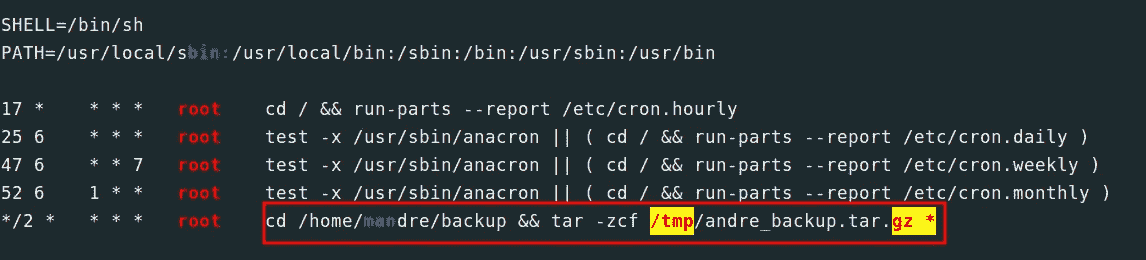 SHELL=/bin/sh
PATH=/usr/local/sbin:/usr/local/bin:/sbin:/bin:/usr/sbin:/usr/bin
17 * * * * root cd / && run-parts --report /etc/cron.hourly
25 6 * * * root test -x /usr/sbin/anacron || ( cd / && run-parts --report /etc/cron.daily )
47 6 * * 7 root test -x /usr/sbin/anacron || ( cd / && run-parts --report /etc/cron.weekly )
52 6 1 * * root test -x /usr/sbin/anacron || ( cd / && run-parts --report /etc/cron.monthly )
*/2 * * * * root cd /home/mandre/backup && tar -zcf /tmp/andre_backup.tar.gz *